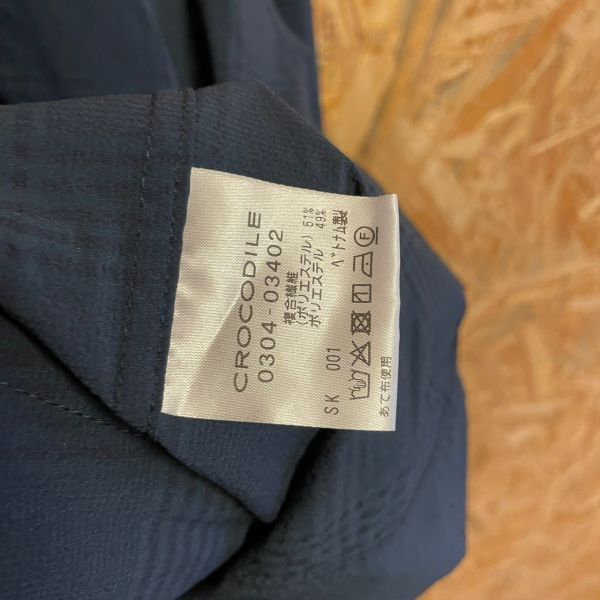 CROCODILE
0304-03402
複合繊維
(ポリエステル) 51%
ポリエステル 49%
ベトナム製
SK 001
あて布使用